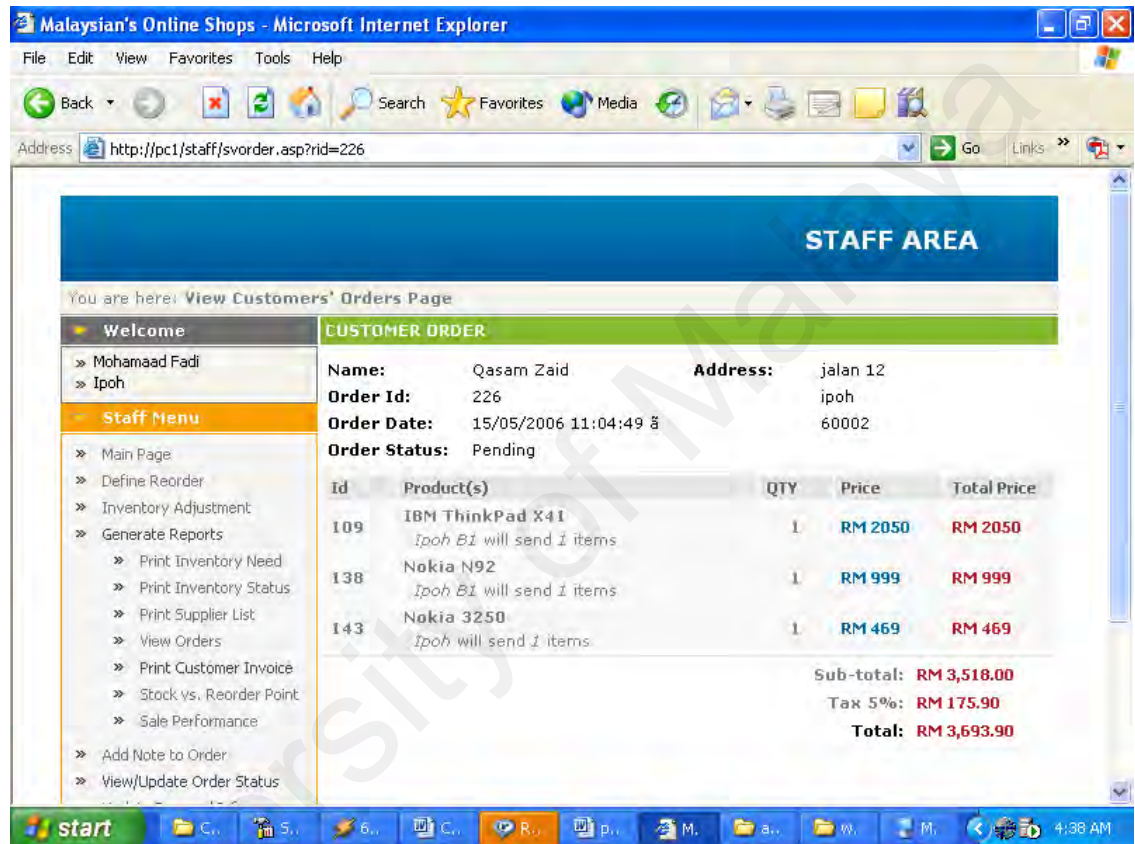 Malaysian's Online Shops - Microsoft Internet Explorer
File Edit View Favorites Tools Help
Back Search Favorites Media
Address http://pc1/staff/svorder.asp?rid=226 Go Links »
STAFF AREA
You are here: View Customers' Orders Page
Welcome
» Mohamaad Fadi
» Ipoh
Staff Menu
» Main Page
» Define Reorder
» Inventory Adjustment
» Generate Reports
» Print Inventory Need
» Print Inventory Status
» Print Supplier List
» View Orders
» Print Customer Invoice
» Stock vs. Reorder Point
» Sale Performance
» Add Note to Order
» View/Update Order Status
CUSTOMER ORDER
Name: Qasam Zaid Address: jalan 12
Order Id: 226 ipoh
Order Date: 15/05/2006 11:04:49 ã 60002
Order Status: Pending
Id Product(s) QTY Price Total Price
109 IBM ThinkPad X41 1 RM 2050 RM 2050
Ipoh B1 will send 1 items
138 Nokia N92 1 RM 999 RM 999
Ipoh B1 will send 1 items
143 Nokia 3250 1 RM 469 RM 469
Ipoh will send 1 items
Sub-total: RM 3,518.00
Tax 5%: RM 175.90
Total: RM 3,693.90
start C.. S.. 6.. C.. R.. p.. M. a.. w. M. 4:38 AM
ersity of Malaya